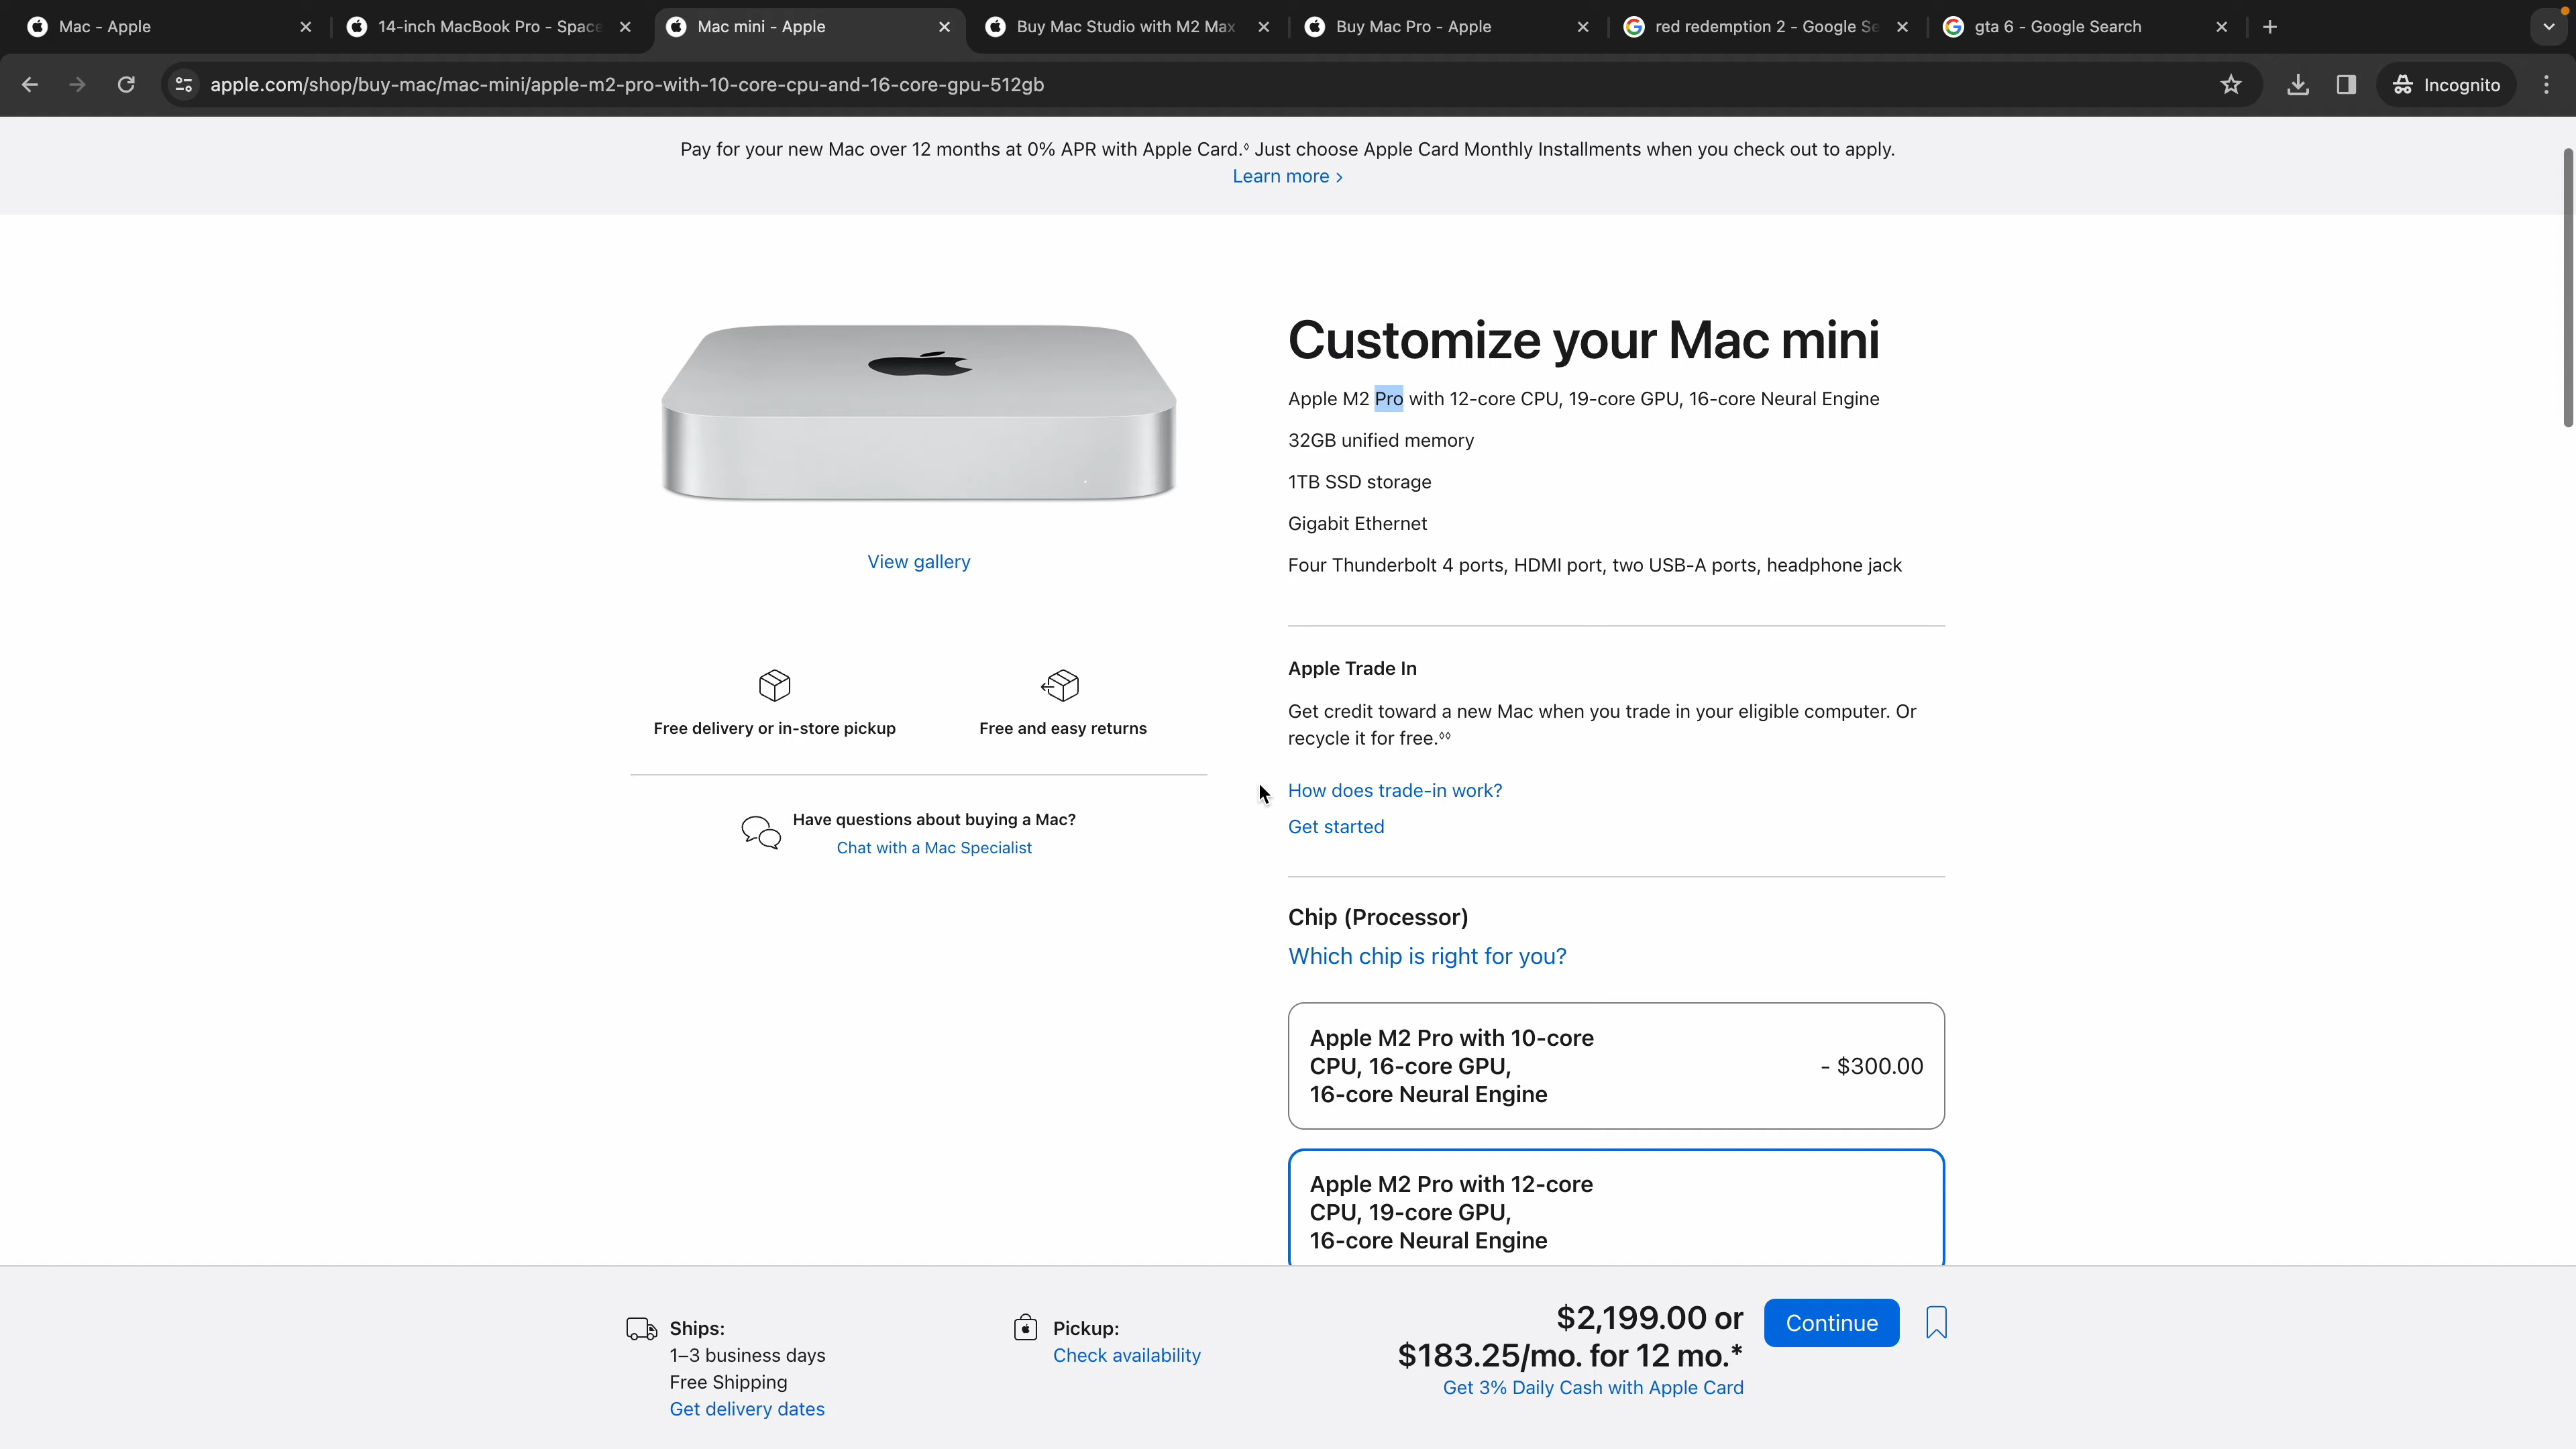 Mac - Apple
14-inch MacBook Pro - Space
Mac mini - Apple
Buy Mac Studio with M2 Max
Buy Mac Pro - Apple
red redemption 2 - Google Se
gta 6 - Google Search
apple.com/shop/buy-mac/mac-mini/apple-m2-pro-with-10-core-cpu-and-16-core-gpu-512gb
Incognito
Pay for your new Mac over 12 months at 0% APR with Apple Card.◊ Just choose Apple Card Monthly Installments when you check out to apply.
Learn more >
Customize your Mac mini
Apple M2 Pro with 12-core CPU, 19-core GPU, 16-core Neural Engine
32GB unified memory
1TB SSD storage
Gigabit Ethernet
Four Thunderbolt 4 ports, HDMI port, two USB-A ports, headphone jack
View gallery
Free delivery or in-store pickup
Free and easy returns
Have questions about buying a Mac?
Chat with a Mac Specialist
Apple Trade In
Get credit toward a new Mac when you trade in your eligible computer. Or
recycle it for free.◊◊
How does trade-in work?
Get started
Chip (Processor)
Which chip is right for you?
Apple M2 Pro with 10-core
CPU, 16-core GPU,
16-core Neural Engine
- $300.00
Apple M2 Pro with 12-core
CPU, 19-core GPU,
16-core Neural Engine
Ships:
1–3 business days
Free Shipping
Get delivery dates
Pickup:
Check availability
$2,199.00 or
$183.25/mo. for 12 mo.*
Get 3% Daily Cash with Apple Card
Continue